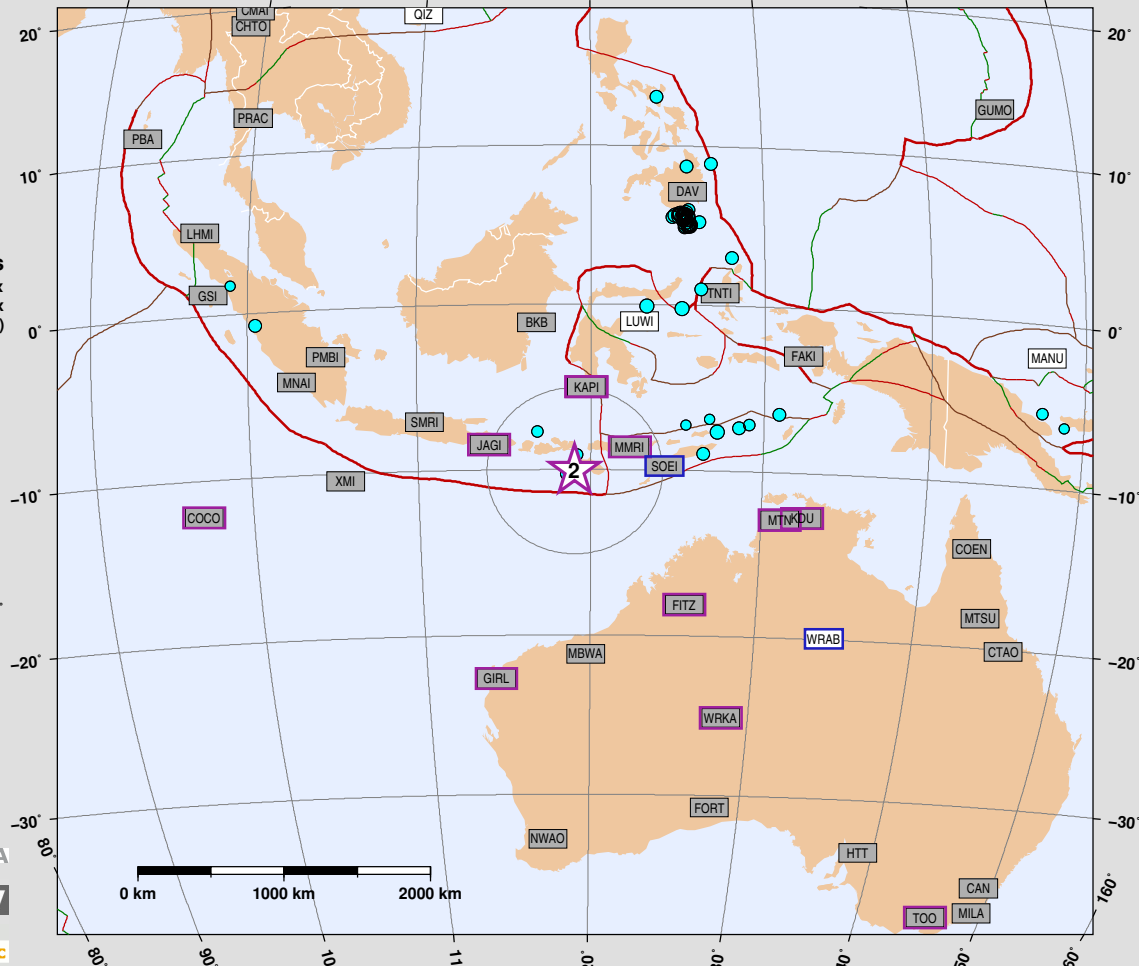 CMAI
QIZ
CHTO
20°
20°
GUMO
PRAC
PBA
10°
10°
DAV
LHMI
GSI
TNTI
BKB
LUWI
0°
0°
PMBI
FAKI
MANU
MNAI
KAPI
SMRI
JAGI
MMRI
SOEI
2
XMI
−10°
−10°
COCO
MTN
KDU
COEN
FITZ
MTSU
WRAB
MBWA
CTAO
−20°
−20°
GIRL
WRKA
FORT
−30°
−30°
NWAO
80°
HTT
0 km 1000 km 2000 km
CAN
160°
TOO
MILA
80°
90°